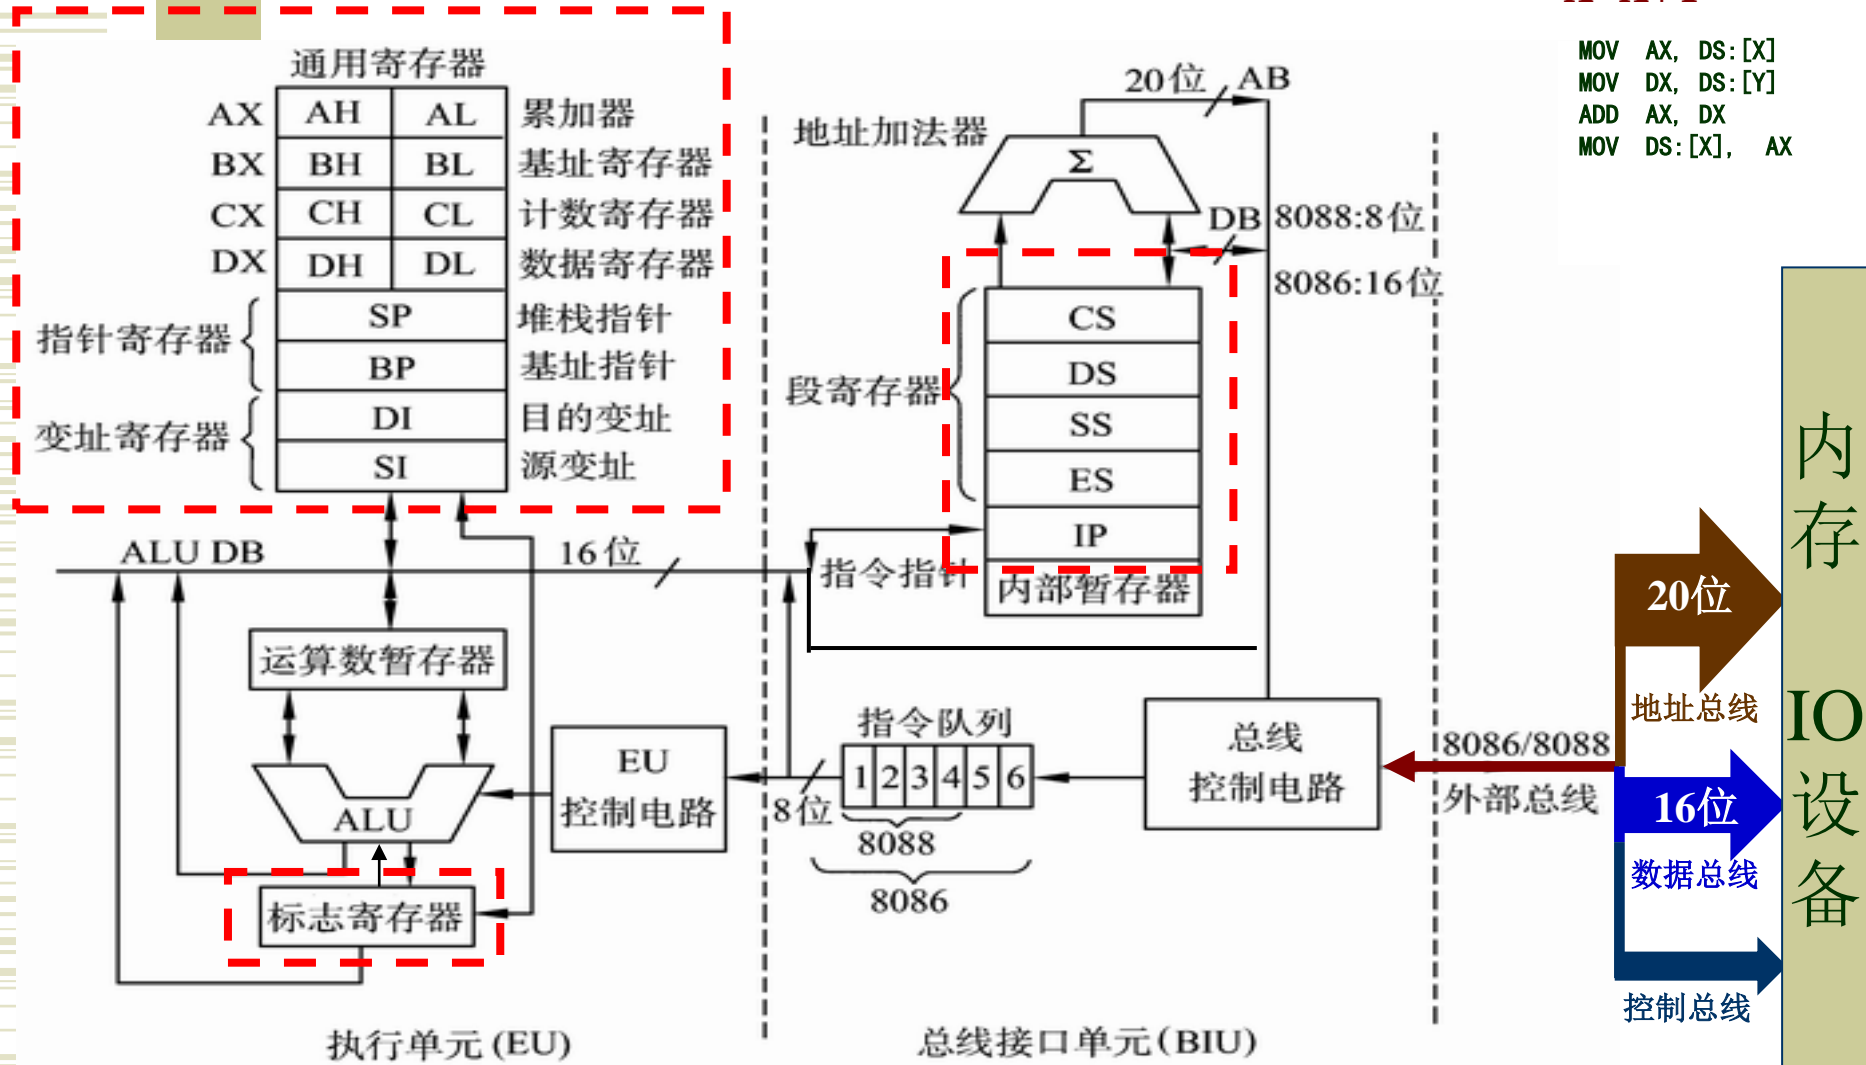 通用寄存器
AX AH AL 累加器
BX BH BL 基址寄存器
CX CH CL 计数寄存器
DX DH DL 数据寄存器
指针寄存器
SP 堆栈指针
BP 基址指针
变址寄存器
DI 目的变址
SI 源变址
ALU DB
16位
运算数暂存器
ALU
标志寄存器
EU
控制电路
执行单元(EU)
20位 AB
地址加法器
Σ
DB 8088:8位
8086:16位
段寄存器
CS
DS
SS
ES
IP
指令指针
内部暂存器
指令队列
1 2 3 4 5 6
8位
8088
8086
总线
控制电路
总线接口单元(BIU)
8086/8088
外部总线
MOV AX, DS:[X]
MOV DX, DS:[Y]
ADD AX, DX
MOV DS:[X], AX
20位
地址总线
16位
数据总线
控制总线
内
存
IO
设
备